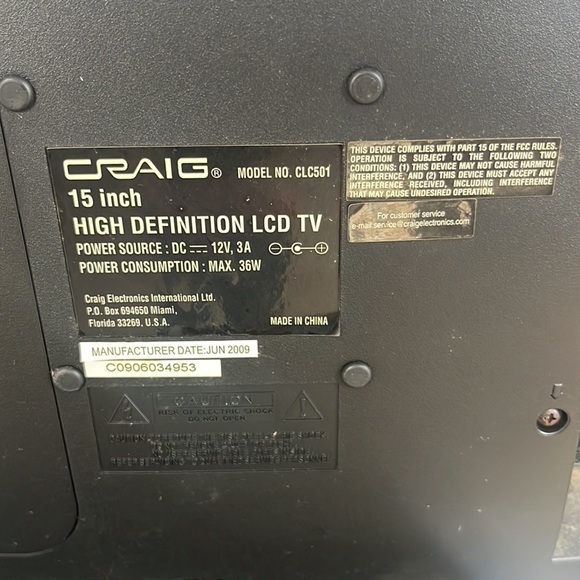 CRAIG®
MODEL NO. CLC501
15 inch
HIGH DEFINITION LCD TV
POWER SOURCE : DC 12V, 3A
POWER CONSUMPTION : MAX. 36W
Craig Electronics International Ltd.
P.O. Box 694650 Miami,
Florida 33269, U.S.A.
MADE IN CHINA
THIS DEVICE COMPLIES WITH PART 15 OF THE FCC RULES.
OPERATION IS SUBJECT TO THE FOLLOWING TWO
CONDITIONS: (1) THIS DEVICE MAY NOT CAUSE HARMFUL
INTERFERENCE, AND (2) THIS DEVICE MUST ACCEPT ANY
INTERFERENCE RECEIVED, INCLUDING INTERFERENCE
THAT MAY CAUSE UNDESIRED OPERATION.
For customer service
e-mail.service@craigelectronics.com
MANUFACTURER DATE:JUN 2009
C0906034953
CAUTION
RISK OF ELECTRIC SHOCK
DO NOT OPEN